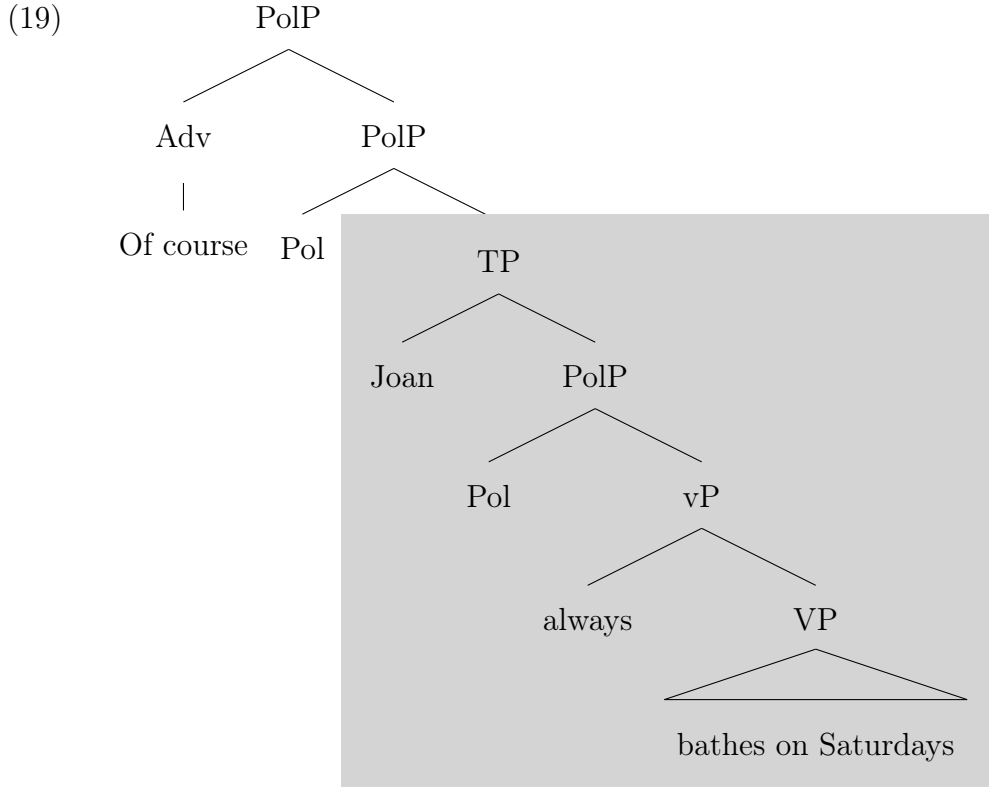 (19) PolP
Adv PolP
Of course Pol TP
Joan PolP
Pol vP
always VP
bathes on Saturdays